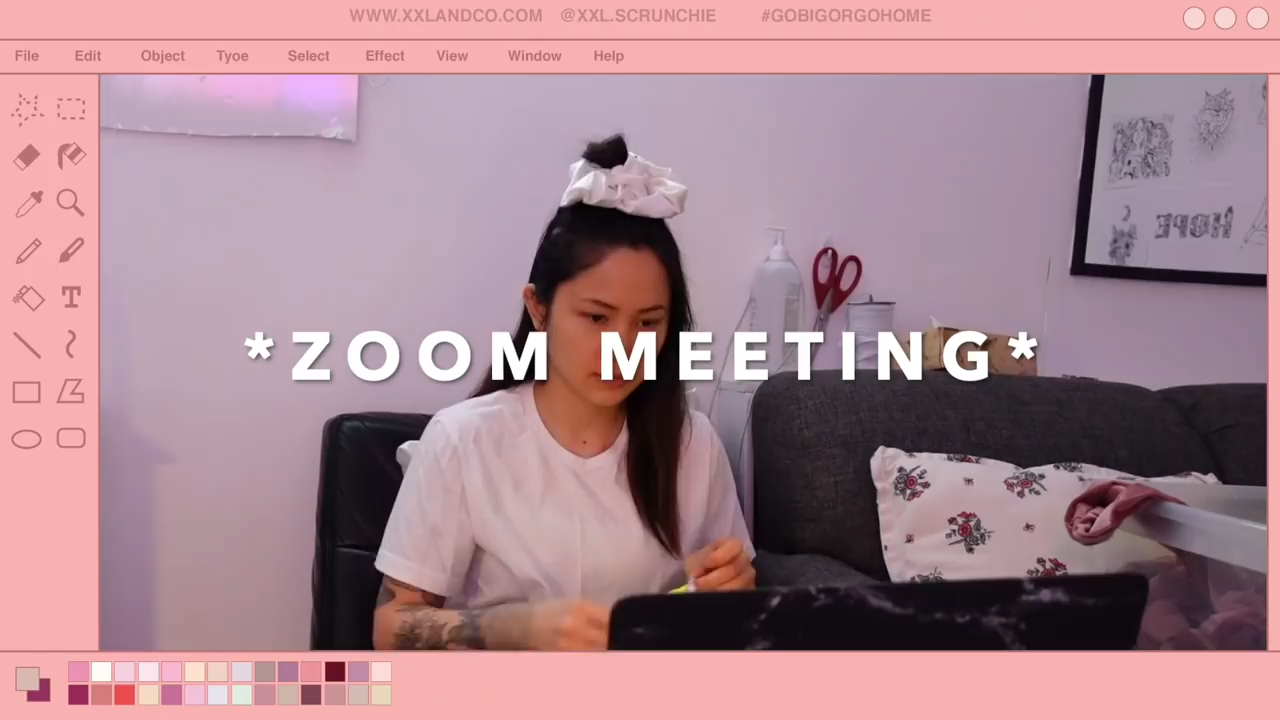 WWW.XXLANDCO.COM @XXL.SCRUNCHIE #GOBIGORGOHOME
File Edit Object Tyoe Select Effect View Window Help
T
HOPE
*ZOOM MEETING*